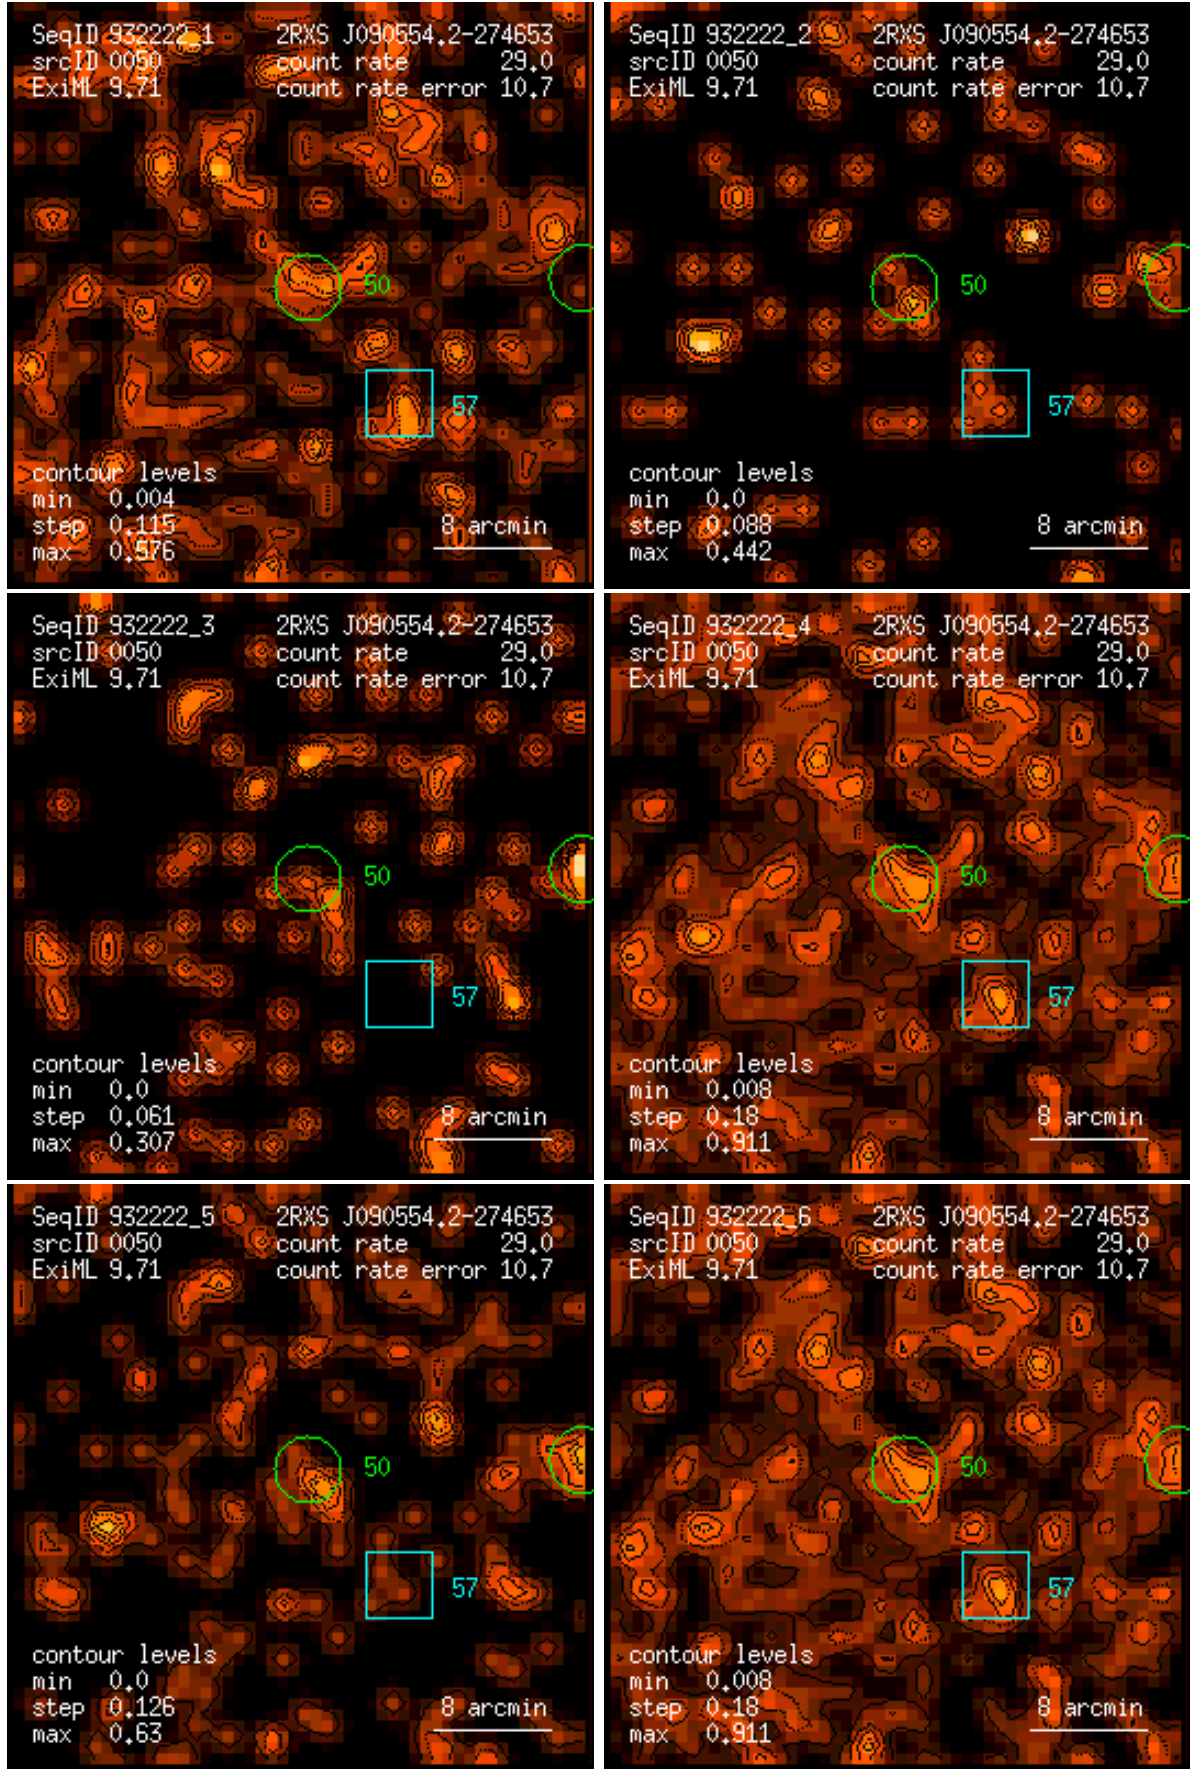 SeqID 932222_1 2RXS J090554.2-274653
srcID 0050 count rate 29.0
ExiML 9.71 count rate error 10.7
50
57
contour levels
min 0.004
step 0.115 8 arcmin
max 0.576
SeqID 932222_2 2RXS J090554.2-274653
srcID 0050 count rate 29.0
ExiML 9.71 count rate error 10.7
50
57
contour levels
min 0.0
step 0.088 8 arcmin
max 0.442
SeqID 932222_3 2RXS J090554.2-274653
srcID 0050 count rate 29.0
ExiML 9.71 count rate error 10.7
50
57
contour levels
min 0.0
step 0.061 8 arcmin
max 0.307
SeqID 932222_4 2RXS J090554.2-274653
srcID 0050 count rate 29.0
ExiML 9.71 count rate error 10.7
50
57
contour levels
min 0.008
step 0.18 8 arcmin
max 0.911
SeqID 932222_5 2RXS J090554.2-274653
srcID 0050 count rate 29.0
ExiML 9.71 count rate error 10.7
50
57
contour levels
min 0.0
step 0.126 8 arcmin
max 0.63
SeqID 932222_6 2RXS J090554.2-274653
srcID 0050 count rate 29.0
ExiML 9.71 count rate error 10.7
50
57
contour levels
min 0.008
step 0.18 8 arcmin
max 0.911